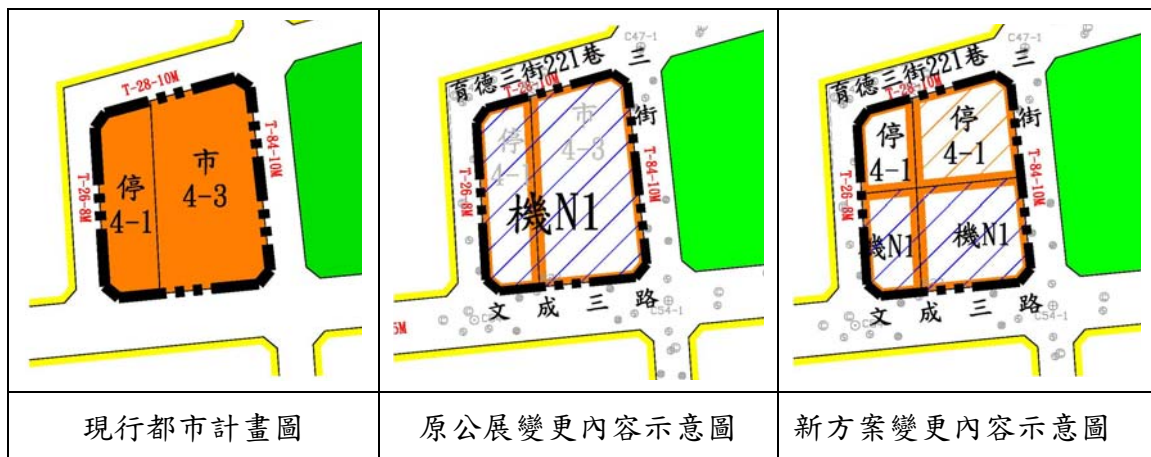 T-28-10M
停
4-1
市
4-3
T-26-8M
T-84-10M
現行都市計畫圖
C47-1
育德三街221巷
三
街
T-28-10M
停
4-1
市
4-3
機N1
T-26-8M
T-84-10M
文成三路
C54-1
5M
原公展變更內容示意圖
C47-1
育德三街221巷
三
街
T-28-10M
停
4-1
停
4-1
T-26-8M
T-84-10M
機N1
機N1
文成三路
C54-1
新方案變更內容示意圖